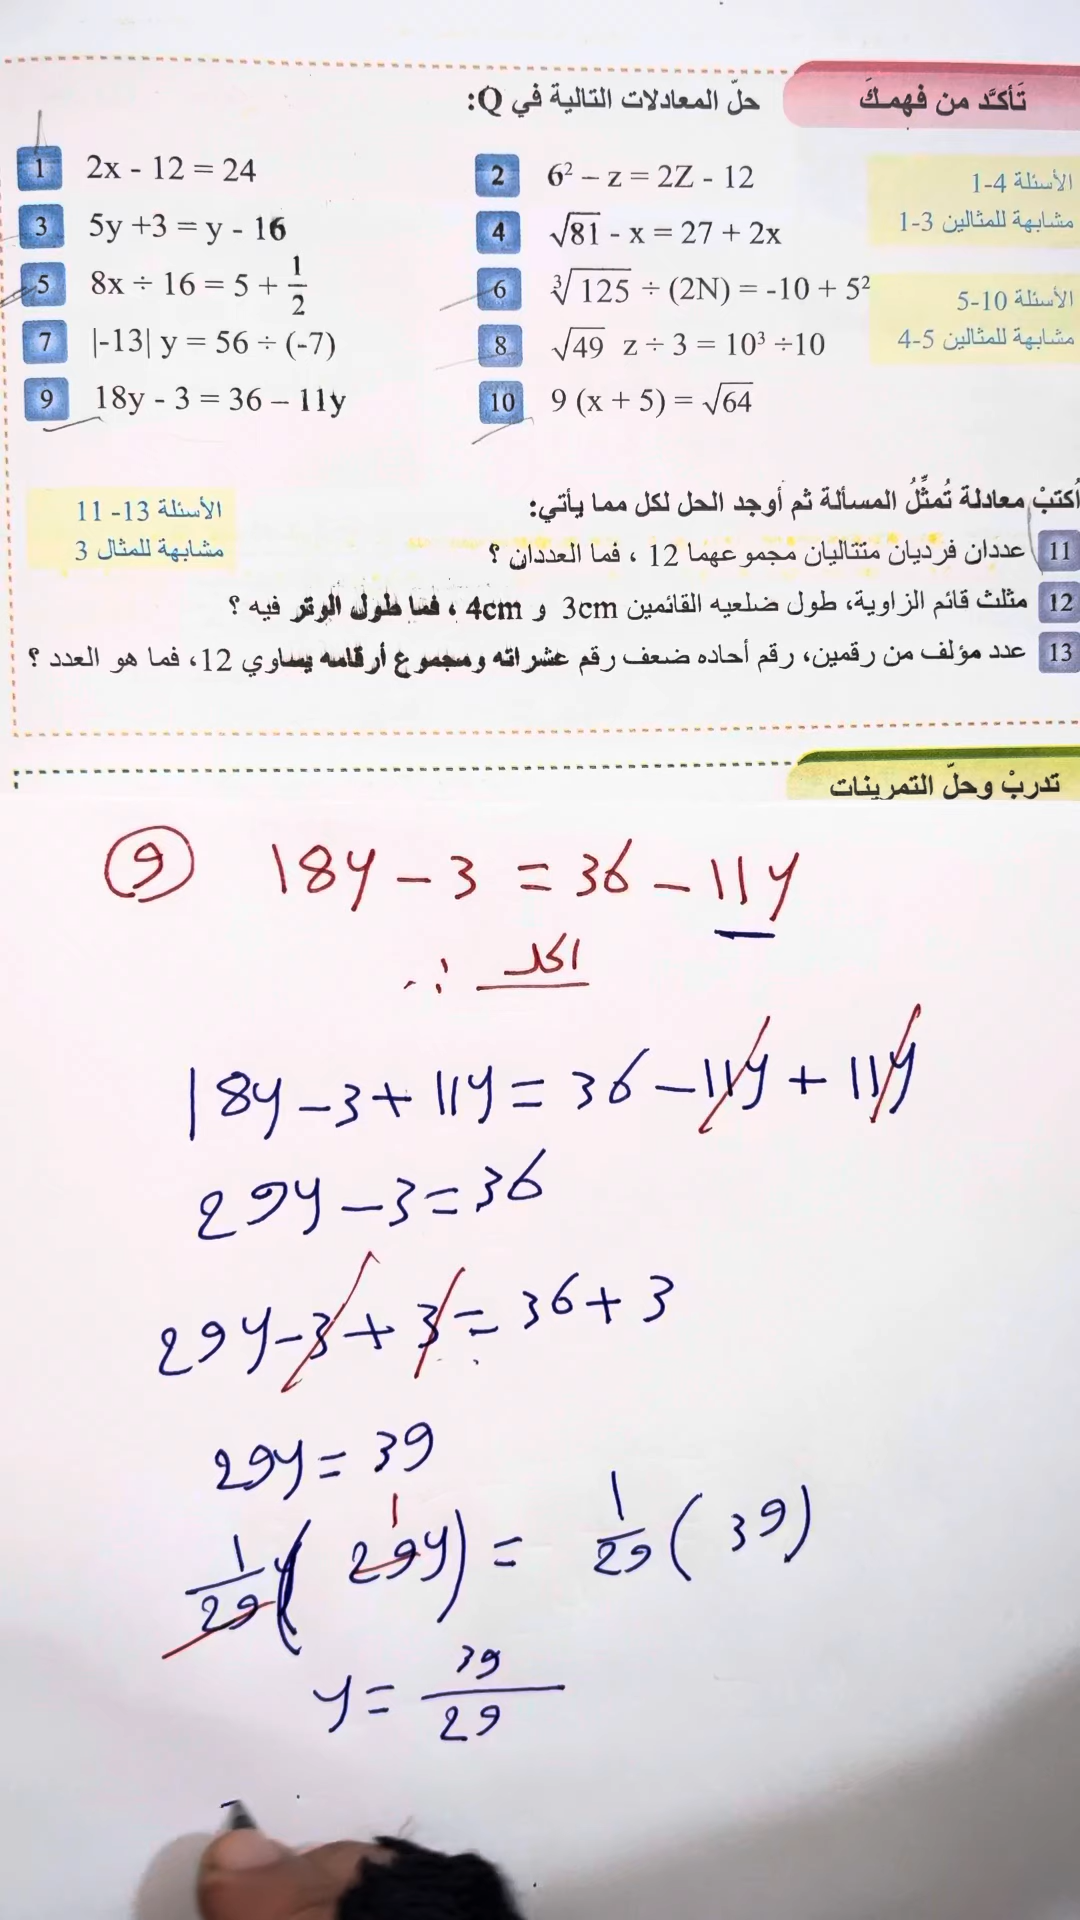 تَأكدَّد من فهمكَ
حلّ المعادلات التالية في Q:
1 2x - 12 = 24
2 6² – z = 2Z - 12
الأسئلة 4-1
مشابهة للمثالين 3-1
3 5y +3 = y - 16
4 √81 - x = 27 + 2x
5 8x ÷ 16 = 5 + 1/2
6 ∛125 ÷ (2N) = -10 + 5²
الأسئلة 10-5
مشابهة للمثالين 5-4
7 |-13| y = 56 ÷ (-7)
8 √49 z ÷ 3 = 10³ ÷10
9 18y - 3 = 36 – 11y
10 9 (x + 5) = √64
الأسئلة 13- 11
مشابهة للمثال 3
اُكتبْ معادلة تُمثِّلُ المسألة ثم أوجد الحل لكل مما يأتي:
11 عددان فرديان متتاليان مجموعهما 12 ، فما العددان ؟
12 مثلث قائم الزاوية، طول ضلعيه القائمين 3cm و 4cm ، فما طول الوتر فيه ؟
13 عدد مؤلف من رقمين، رقم أحاده ضعف رقم عشراته ومجموع أرقامه يساوي 12، فما هو العدد ؟
تدربْ وحلّ التمرينات
9 18y - 3 = 36 - 11y
الحل :
18y - 3 + 11y = 36 - 11y + 11y
29y - 3 = 36
29y - 3 + 3 = 36 + 3
29y = 39
1
1/29 ( 29y ) = 1/29 ( 39 )
y = 39/29